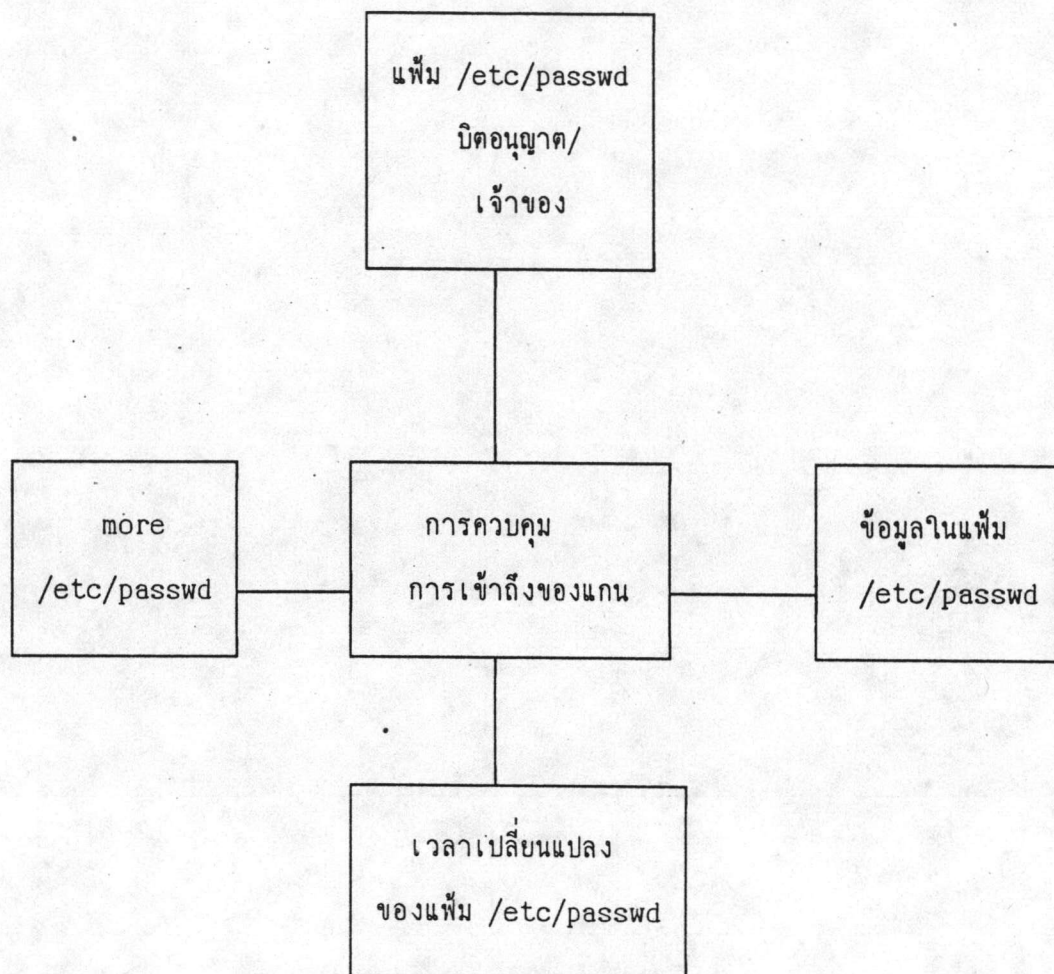 แฟ้ม /etc/passwd
บิตอนุญาต/
เจ้าของ
more
/etc/passwd
การควบคุม
การเข้าถึงของแกน
ข้อมูลในแฟ้ม
/etc/passwd
เวลาเปลี่ยนแปลง
ของแฟ้ม /etc/passwd